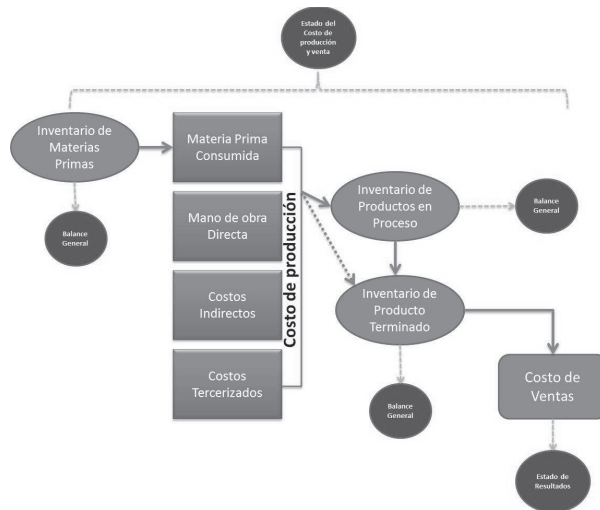 Estado del
Costo de
producción
y venta
Inventario de
Materias
Primas
Materia Prima
Consumida
Mano de obra
Directa
Costos
Indirectos
Costos
Tercerizados
Costo de producción
Inventario de
Productos en
Proceso
Balance
General
Balance
General
Inventario de
Producto
Terminado
Balance
General
Costo de
Ventas
Estado de
Resultados